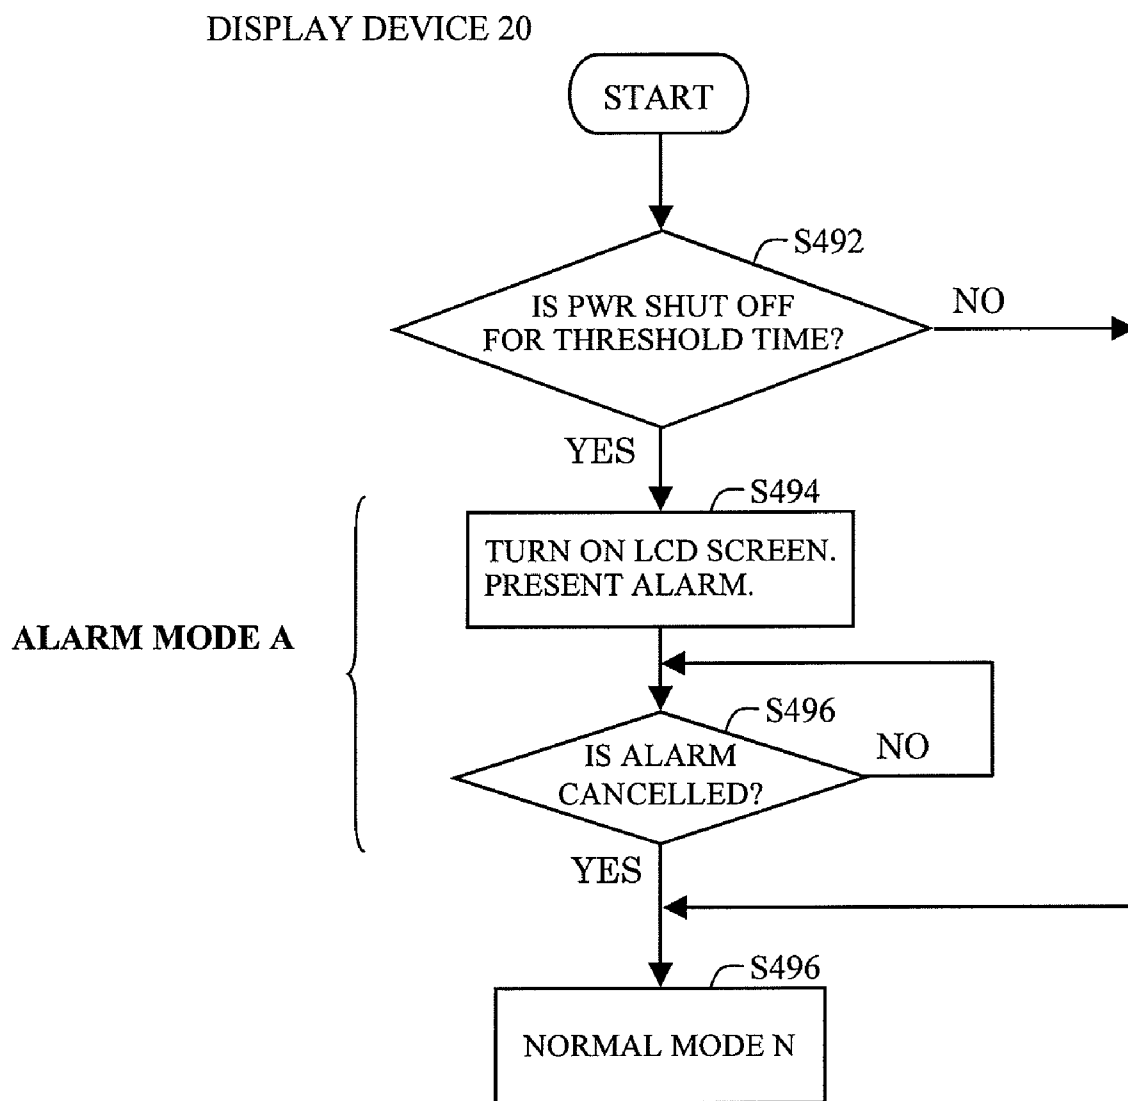 DISPLAY DEVICE 20
START
S492
IS PWR SHUT OFF
FOR THRESHOLD TIME?
NO
YES
S494
TURN ON LCD SCREEN.
PRESENT ALARM.
ALARM MODE A
S496
IS ALARM
CANCELLED?
NO
YES
S496
NORMAL MODE N